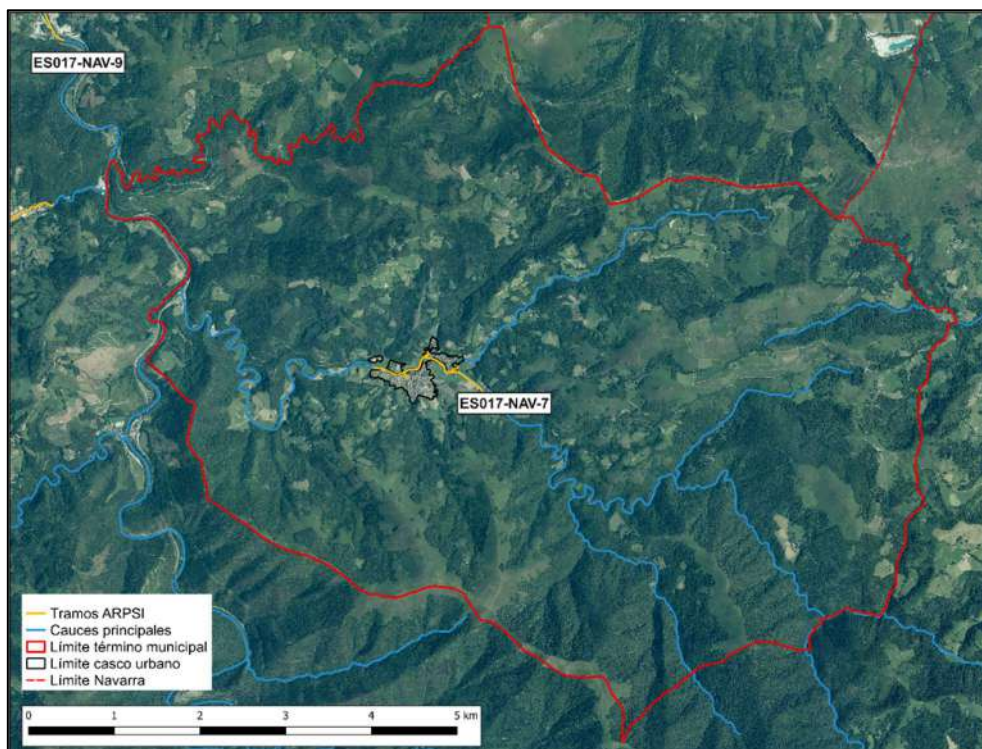 ES017-NAV-9
ES017-NAV-7
Tramos ARPSI
Cauces principales
Límite término municipal
Límite casco urbano
Límite Navarra
0 1 2 3 4 5 km